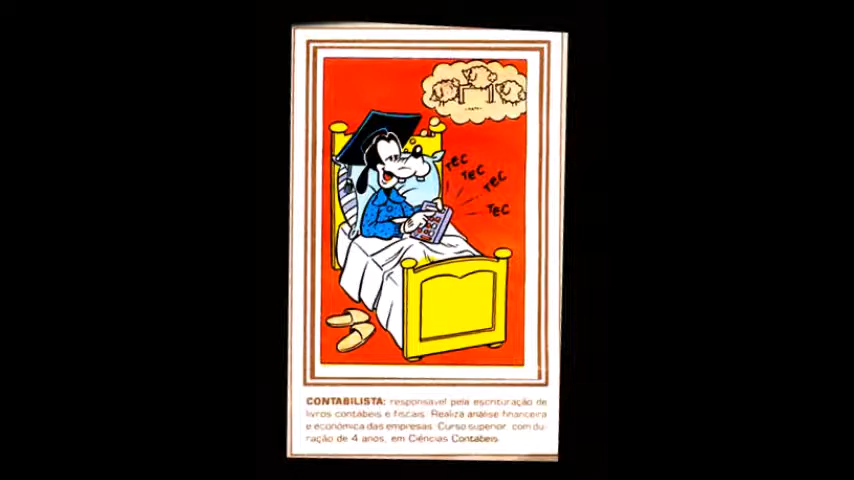 TEC
TEC
TEC
TEC
CONTABILISTA: responsável pela escrituração de
livros contábeis e fiscais. Realiza análise financeira
e econômica das empresas. Curso superior, com du-
ração de 4 anos, em Ciências Contábeis.